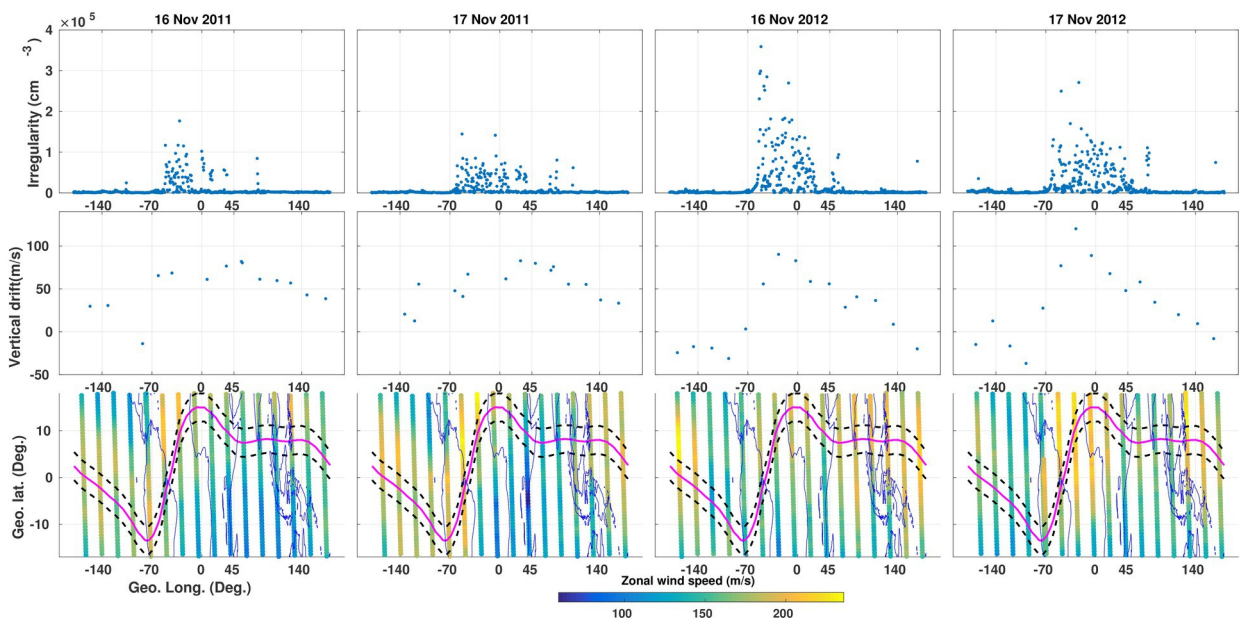 16 Nov 2011 17 Nov 2011 16 Nov 2012 17 Nov 2012
×10 5
Irregularity (cm -3 )
4
3
2
1
0
-140 -70 0 45 140 -140 -70 0 45 140 -140 -70 0 45 140 -140 -70 0 45 140
Vertical drift(m/s)
100
50
0
-50
-140 -70 0 45 140 -140 -70 0 45 140 -140 -70 0 45 140 -140 -70 0 45 140
Geo. lat. (Deg.)
10
0
-10
-140 -70 0 45 140 -140 -70 0 45 140 -140 -70 0 45 140 -140 -70 0 45 140
Geo. Long. (Deg.)
Zonal wind speed (m/s)
100 150 200